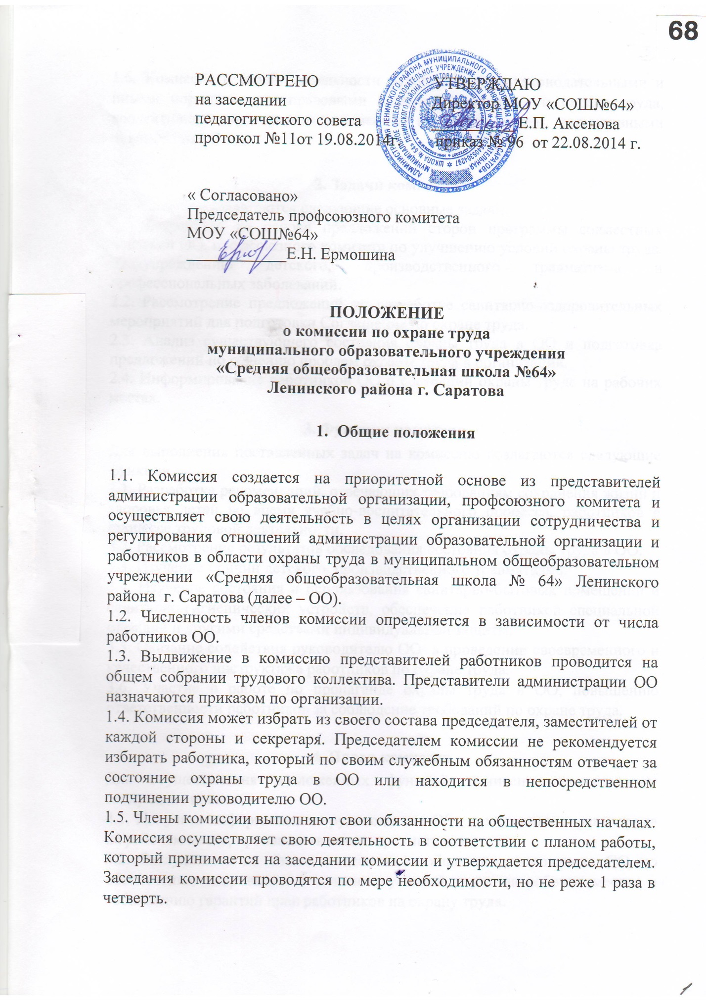 68
РАССМОТРЕНО
на заседании
педагогического совета
протокол №11от 19.08.2014г.
УТВЕРЖДАЮ
Директор МОУ «СОШ№64»
Е.П. Аксенова
приказ № 96 от 22.08.2014 г.
« Согласовано»
Председатель профсоюзного комитета
МОУ «СОШ№64»
Е.Н. Ермошина
ПОЛОЖЕНИЕ
о комиссии по охране труда
муниципального образовательного учреждения
«Средняя общеобразовательная школа №64»
Ленинского района г. Саратова
1. Общие положения
1.1. Комиссия создается на приоритетной основе из представителей
администрации образовательной организации, профсоюзного комитета и
осуществляет свою деятельность в целях организации сотрудничества и
регулирования отношений администрации образовательной организации и
работников в области охраны труда в муниципальном общеобразовательном
учреждении «Средняя общеобразовательная школа № 64» Ленинского
района г. Саратова (далее – ОО).
1.2. Численность членов комиссии определяется в зависимости от числа
работников ОО.
1.3. Выдвижение в комиссию представителей работников проводится на
общем собрании трудового коллектива. Представители администрации ОО
назначаются приказом по организации.
1.4. Комиссия может избрать из своего состава председателя, заместителей от
каждой стороны и секретаря. Председателем комиссии не рекомендуется
избирать работника, который по своим служебным обязанностям отвечает за
состояние охраны труда в ОО или находится в непосредственном
подчинении руководителю ОО.
1.5. Члены комиссии выполняют свои обязанности на общественных началах.
Комиссия осуществляет свою деятельность в соответствии с планом работы,
который принимается на заседании комиссии и утверждается председателем.
Заседания комиссии проводятся по мере необходимости, но не реже 1 раза в
четверть.
1